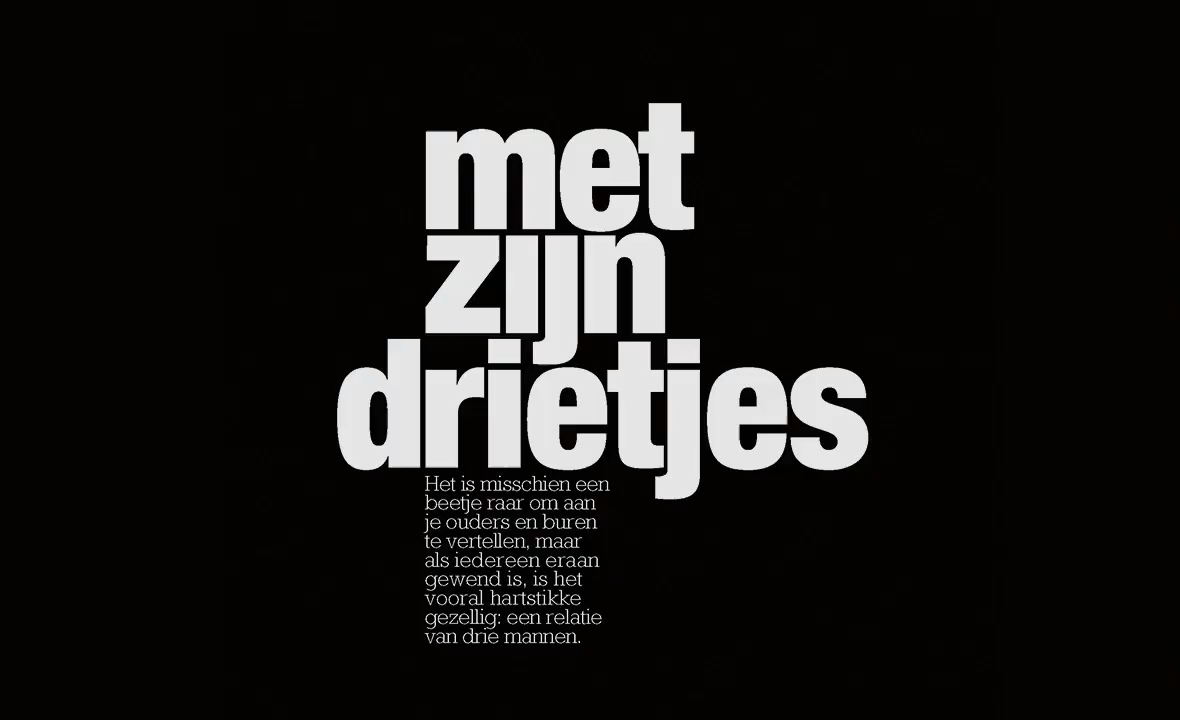 met
zijn
drietjes
Het is misschien een
beetje raar om aan
je ouders en buren
te vertellen, maar
als iedereen eraan
gewend is, is het
vooral hartstikke
gezellig: een relatie
van drie mannen.